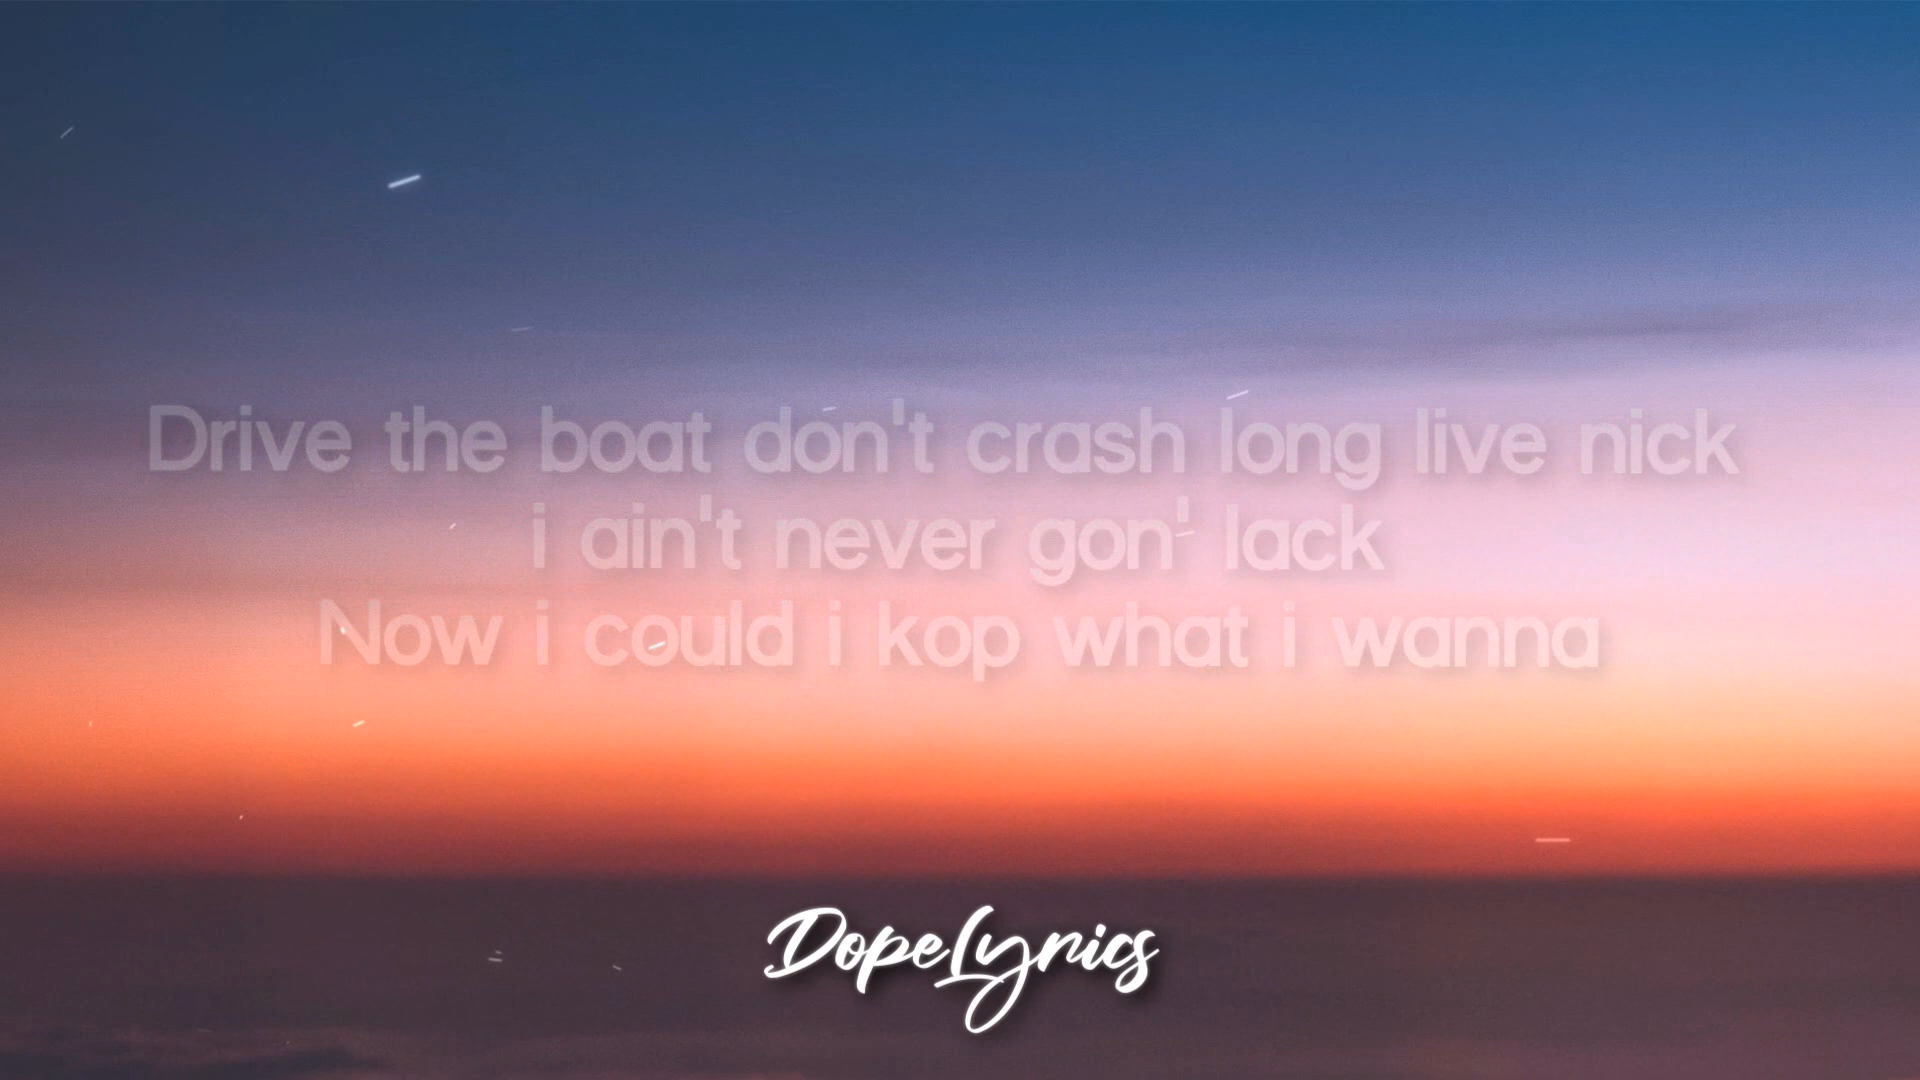 Drive the boat don't crash long live nick
i ain't never gon' lack
Now i could i kop what i wanna
DopeLyrics